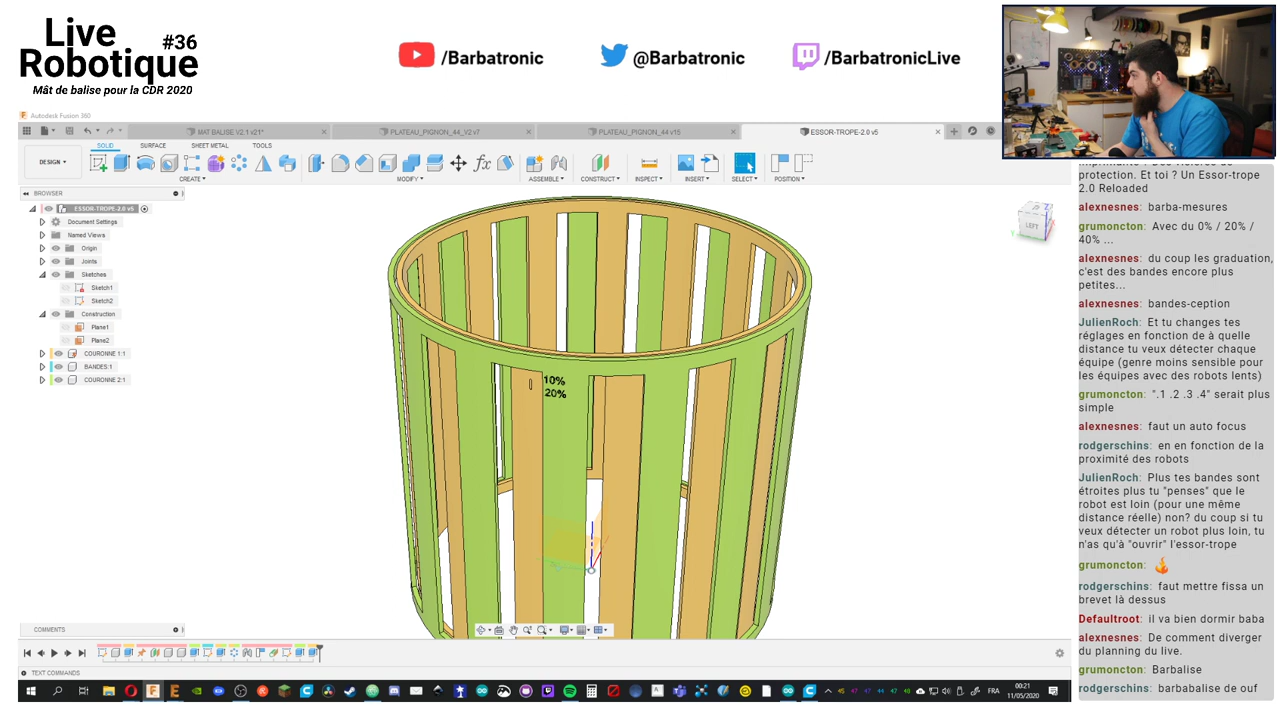 Live
Robotique #36
Mât de balise pour la CDR 2020
/Barbatronic
@Barbatronic
/BarbatronicLive
Autodesk Fusion 360
MAT BALISE V2.1 v21*
PLATEAU_PIGNON_44_V2 v7
PLATEAU_PIGNON_44 v15
ESSOR-TROPE-2.0 v5
SOLID
SURFACE
SHEET METAL
TOOLS
DESIGN
CREATE
MODIFY
ASSEMBLE
CONSTRUCT
INSPECT
INSERT
SELECT
POSITION
BROWSER
ESSOR-TROPE-2.0 v5
Document Settings
Named Views
Origin
Joints
Sketches
Sketch1
Sketch2
Construction
Plane1
Plane2
COURONNE 1:1
BANDES:1
COURONNE 2:1
LEFT
10%
20%
protection. Et toi ? Un Essor-trope
2.0 Reloaded
alexnesnes: barba-mesures
grumoncton: Avec du 0% / 20% /
40% ...
alexnesnes: du coup les graduation,
c'est des bandes encore plus
petites...
alexnesnes: bandes-ception
JulienRoch: Et tu changes tes
réglages en fonction de à quelle
distance tu veux détecter chaque
équipe (genre moins sensible pour
les équipes avec des robots lents)
grumoncton: ".1 .2 .3 .4" serait plus
simple
alexnesnes: faut un auto focus
rodgerschins: en en fonction de la
proximité des robots
JulienRoch: Plus tes bandes sont
étroites plus tu "penses" que le
robot est loin (pour une même
distance réelle) non? du coup si tu
veux détecter un robot plus loin, tu
n'as qu'à "ouvrir" l'essor-trope
grumoncton:
rodgerschins: faut mettre fissa un
brevet là dessus
Defaultroot: il va bien dormir baba
alexnesnes: De comment diverger
du planning du live.
grumoncton: Barbalise
rodgerschins: barbabalise de ouf
COMMENTS
TEXT COMMANDS
FRA
00:21
11/05/2020